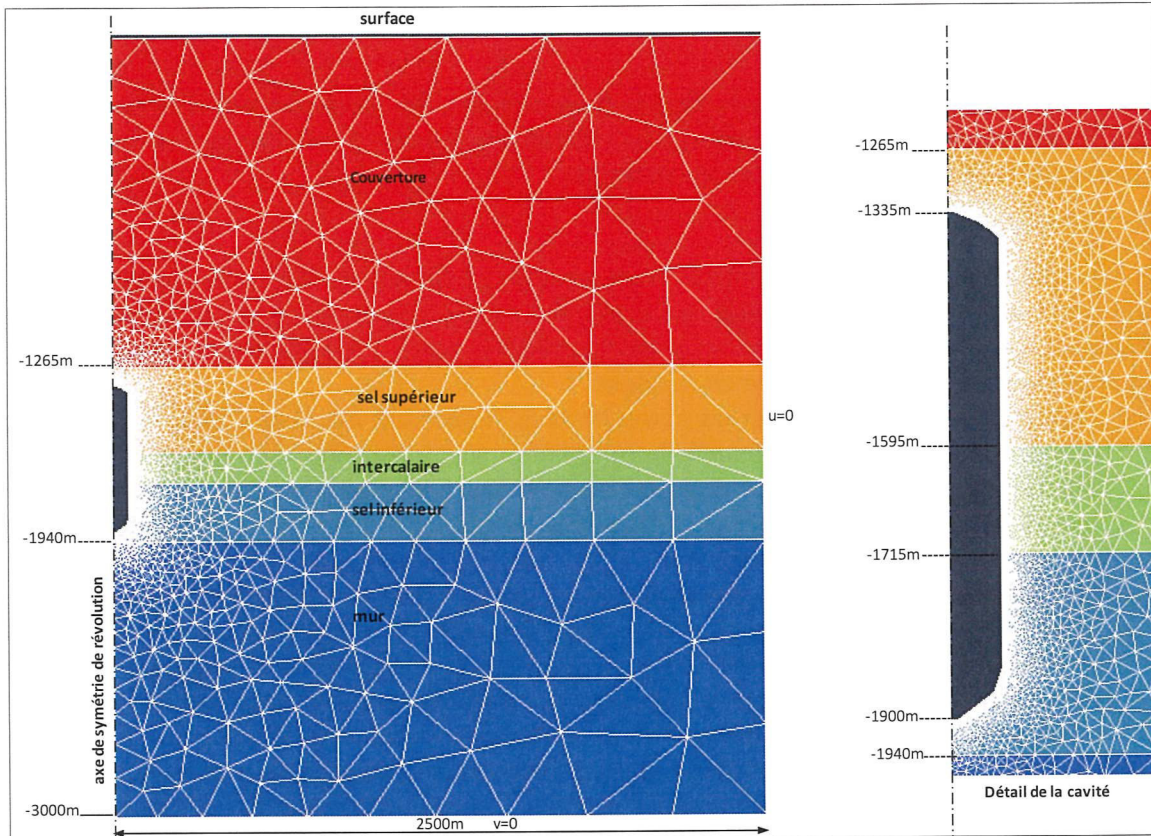 surface
Couverture
-1265m
sel supérieur
u=0
intercalaire
sel inférieur
-1940m
mur
axe de symétrie de révolution
-3000m
2500m v=0
-1265m
-1335m
-1595m
-1715m
-1900m
-1940m
Détail de la cavité